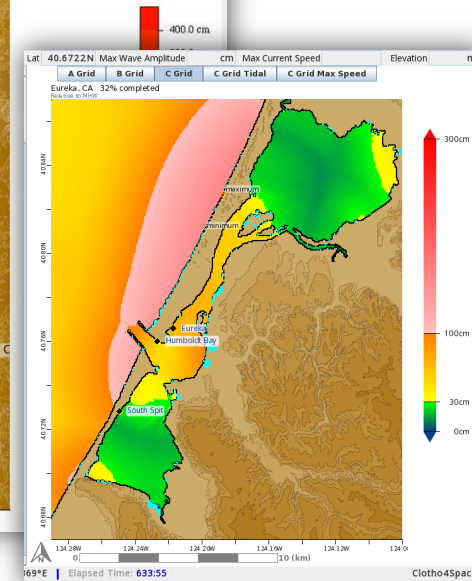 400.0 cm
Lat 40.6722N Max Wave Amplitude cm Max Current Speed Elevation
A Grid B Grid C Grid C Grid Tidal C Grid Max Speed
Eureka, CA 32% completed
Relative to MHW
300cm
40.84N
maximum
minimum
40.80N
Eureka
Humboldt Bay
40.76N
100cm
South Spit
30cm
40.72N
0cm
40.68N
124.28W 124.24W 124.20W 124.16W 124.12W
0 10 (km)
69°E Elapsed Time: 633:55 Clotho4Spac